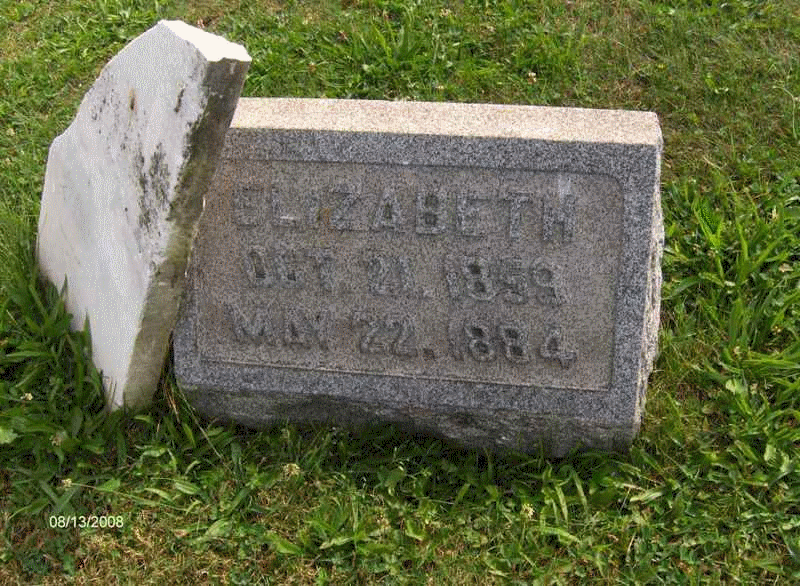 ELIZABETH
OCT. 21. 1859
MAY 22. 1884
08/13/2008